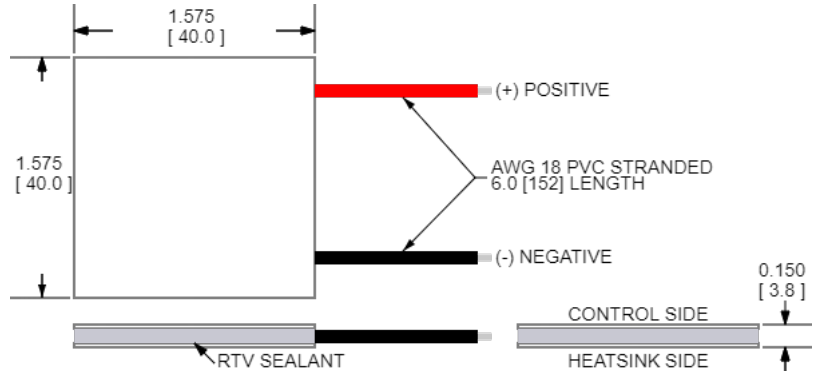 1.575
[ 40.0 ]
(+) POSITIVE
1.575
[ 40.0 ]
AWG 18 PVC STRANDED
6.0 [152] LENGTH
(-) NEGATIVE
0.150
[ 3.8 ]
CONTROL SIDE
RTV SEALANT
HEATSINK SIDE